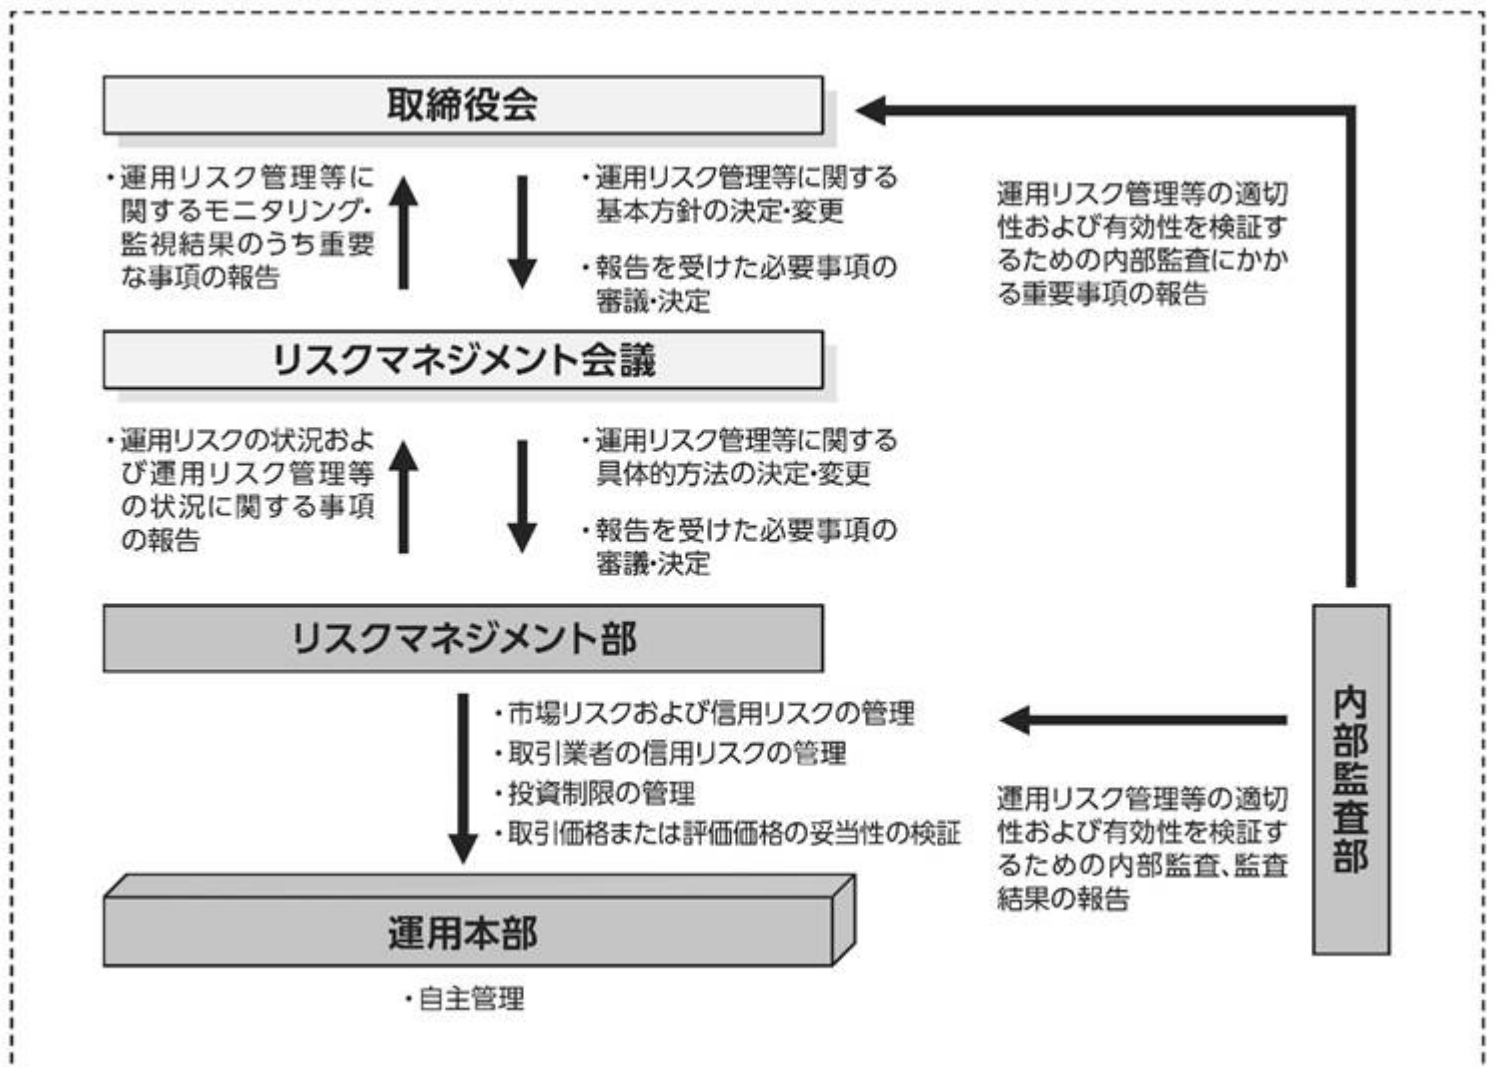 取締役会
・運用リスク管理等に
関するモニタリング・
監視結果のうち重要
な事項の報告
・運用リスク管理等に関する
基本方針の決定・変更
・報告を受けた必要事項の
審議・決定
運用リスク管理等の適切
性および有効性を検証す
るための内部監査にかか
る重要事項の報告
リスクマネジメント会議
・運用リスクの状況およ
び運用リスク管理等
の状況に関する事項
の報告
・運用リスク管理等に関する
具体的方法の決定・変更
・報告を受けた必要事項の
審議・決定
リスクマネジメント部
・市場リスクおよび信用リスクの管理
・取引業者の信用リスクの管理
・投資制限の管理
・取引価格または評価価格の妥当性の検証
内部監査部
運用リスク管理等の適切
性および有効性を検証す
るための内部監査、監査
結果の報告
運用本部
・自主管理